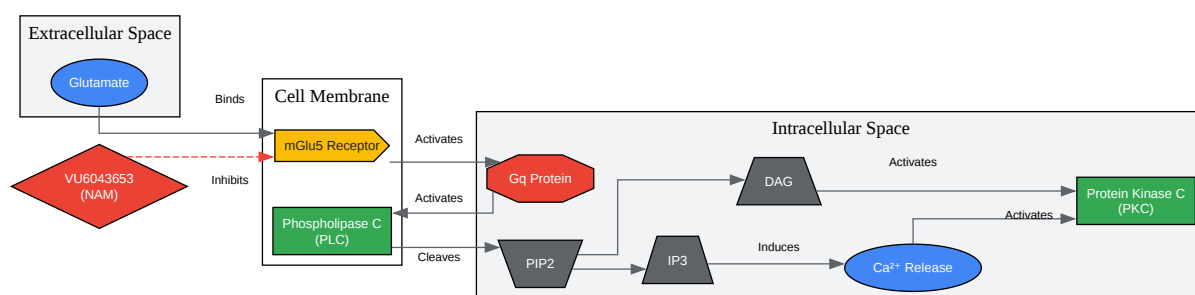 Extracellular Space
Glutamate
Binds
VU6043653
(NAM)
Inhibits
Cell Membrane
mGlu5 Receptor
Phospholipase C
(PLC)
Activates
Activates
Cleaves
Intracellular Space
Gq Protein
PIP2
DAG
IP3
Activates
Induces
Ca²⁺ Release
Activates
Protein Kinase C
(PKC)